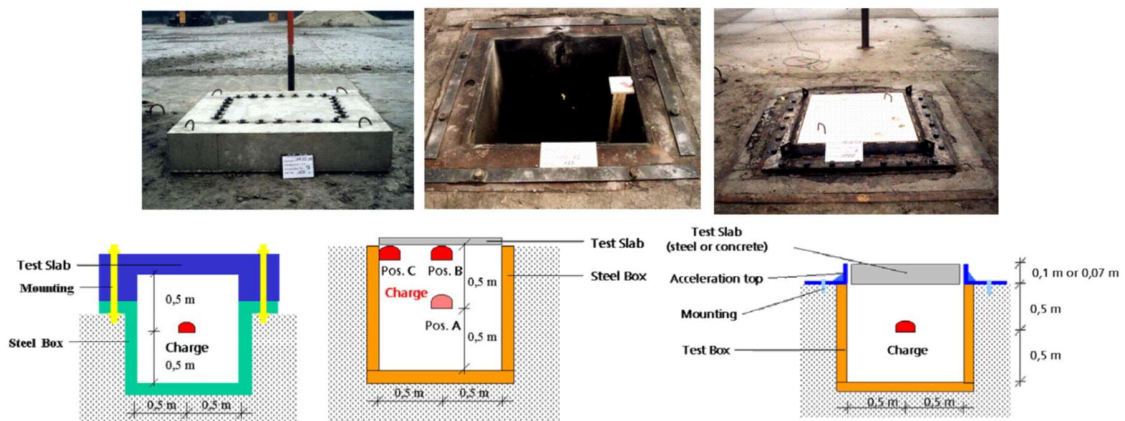 Test Slab
Mounting
Steel Box
0,5 m
Charge
0,5 m
0,5 m
0,5 m
Test Slab
Steel Box
Pos. C
Pos. B
Charge
Pos. A
0,5 m
0,5 m
0,5 m
0,5 m
Test Slab
(steel or concrete)
Acceleration top
Mounting
Test Box
Charge
0,1 m or 0,07 m
0,5 m
0,5 m
0,5 m
0,5 m